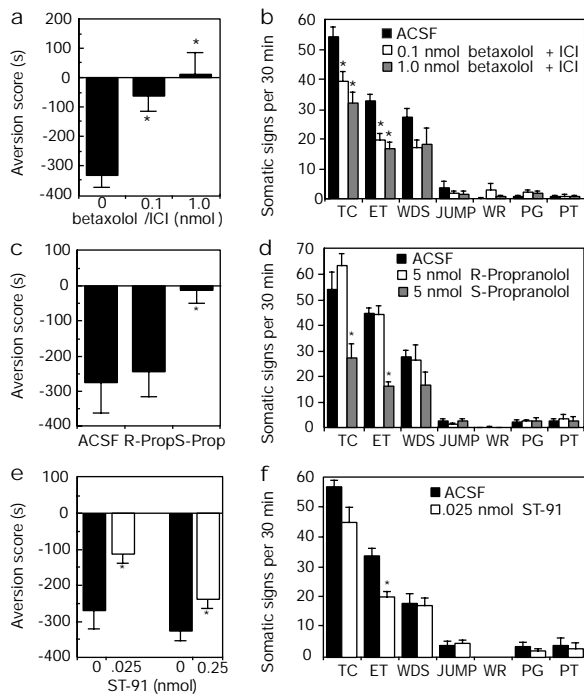 a
Aversion score (s)
300
200
100
0
-100
-200
-300
-400
*
*
0 0.1 1.0
betaxolol /ICI (nmol)
b
Somatic signs per 30 min
60
50
40
30
20
10
0
ACSF
0.1 nmol betaxolol + ICI
1.0 nmol betaxolol + ICI
*
*
*
*
TC ET WDS JUMP WR PG PT
c
Aversion score (s)
100
0
-100
-200
-300
-400
*
ACSF R-Prop S-Prop
d
Somatic signs per 30 min
70
60
50
40
30
20
10
0
ACSF
5 nmol R-Propranolol
5 nmol S-Propranolol
*
*
TC ET WDS JUMP WR PG PT
e
Aversion score (s)
100
0
-100
-200
-300
-400
*
*
0 .025 0 0.25
ST-91 (nmol)
f
Somatic signs per 30 min
60
50
40
30
20
10
0
ACSF
.025 nmol ST-91
*
TC ET WDS JUMP WR PG PT